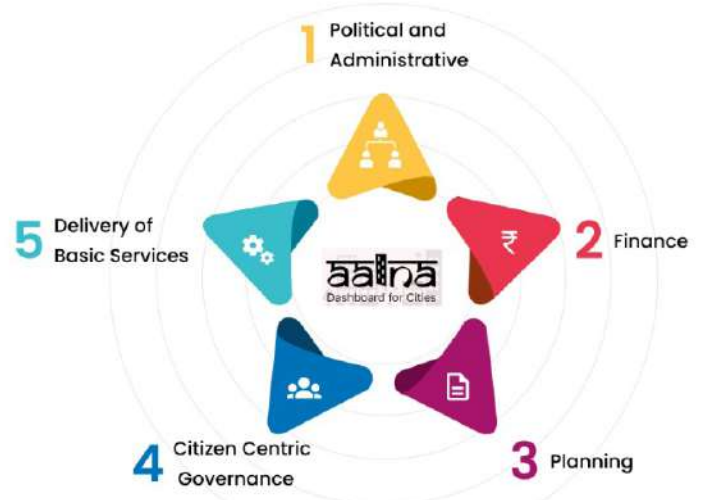 1 Political and
Administrative
5 Delivery of
Basic Services
₹
2 Finance
aaina
Dashboard for Cities
4 Citizen Centric
Governance
3 Planning